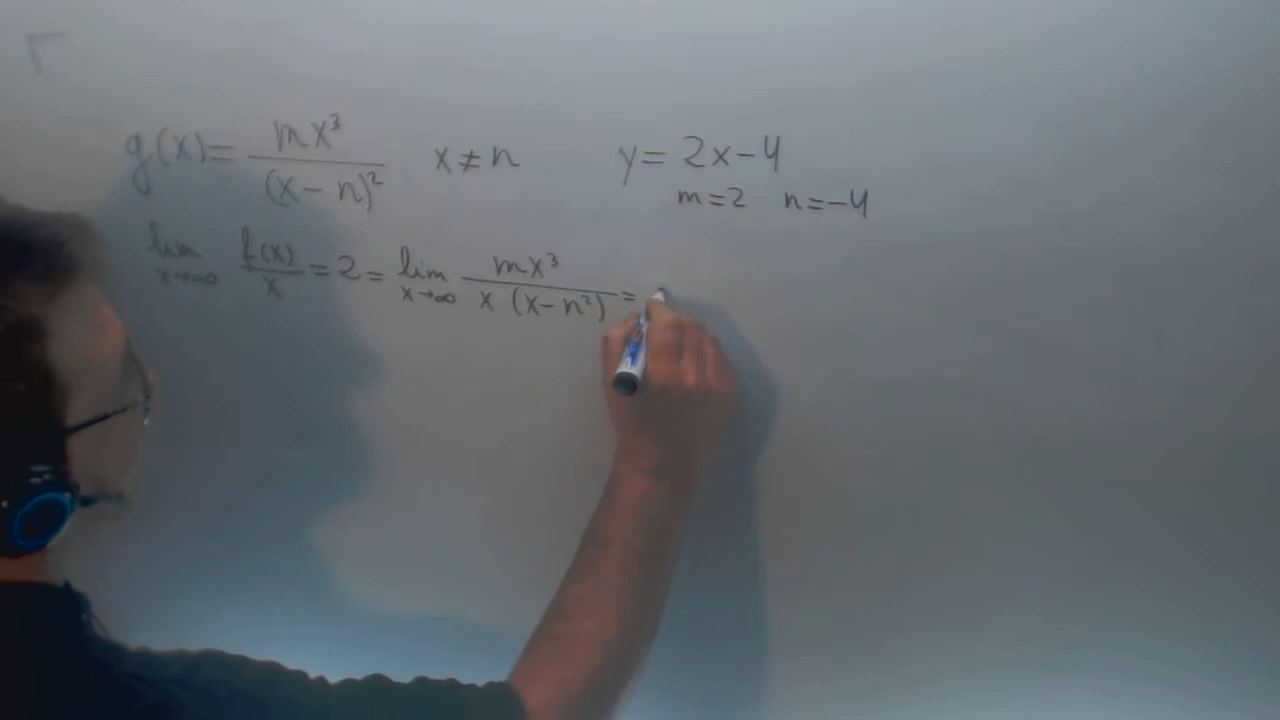 g(x) = mx³/(x-n)² x≠n y = 2x-4
m=2 n=-4
lim x→∞ f(x)/x = 2 = lim x→∞ mx³/x(x-n²) =